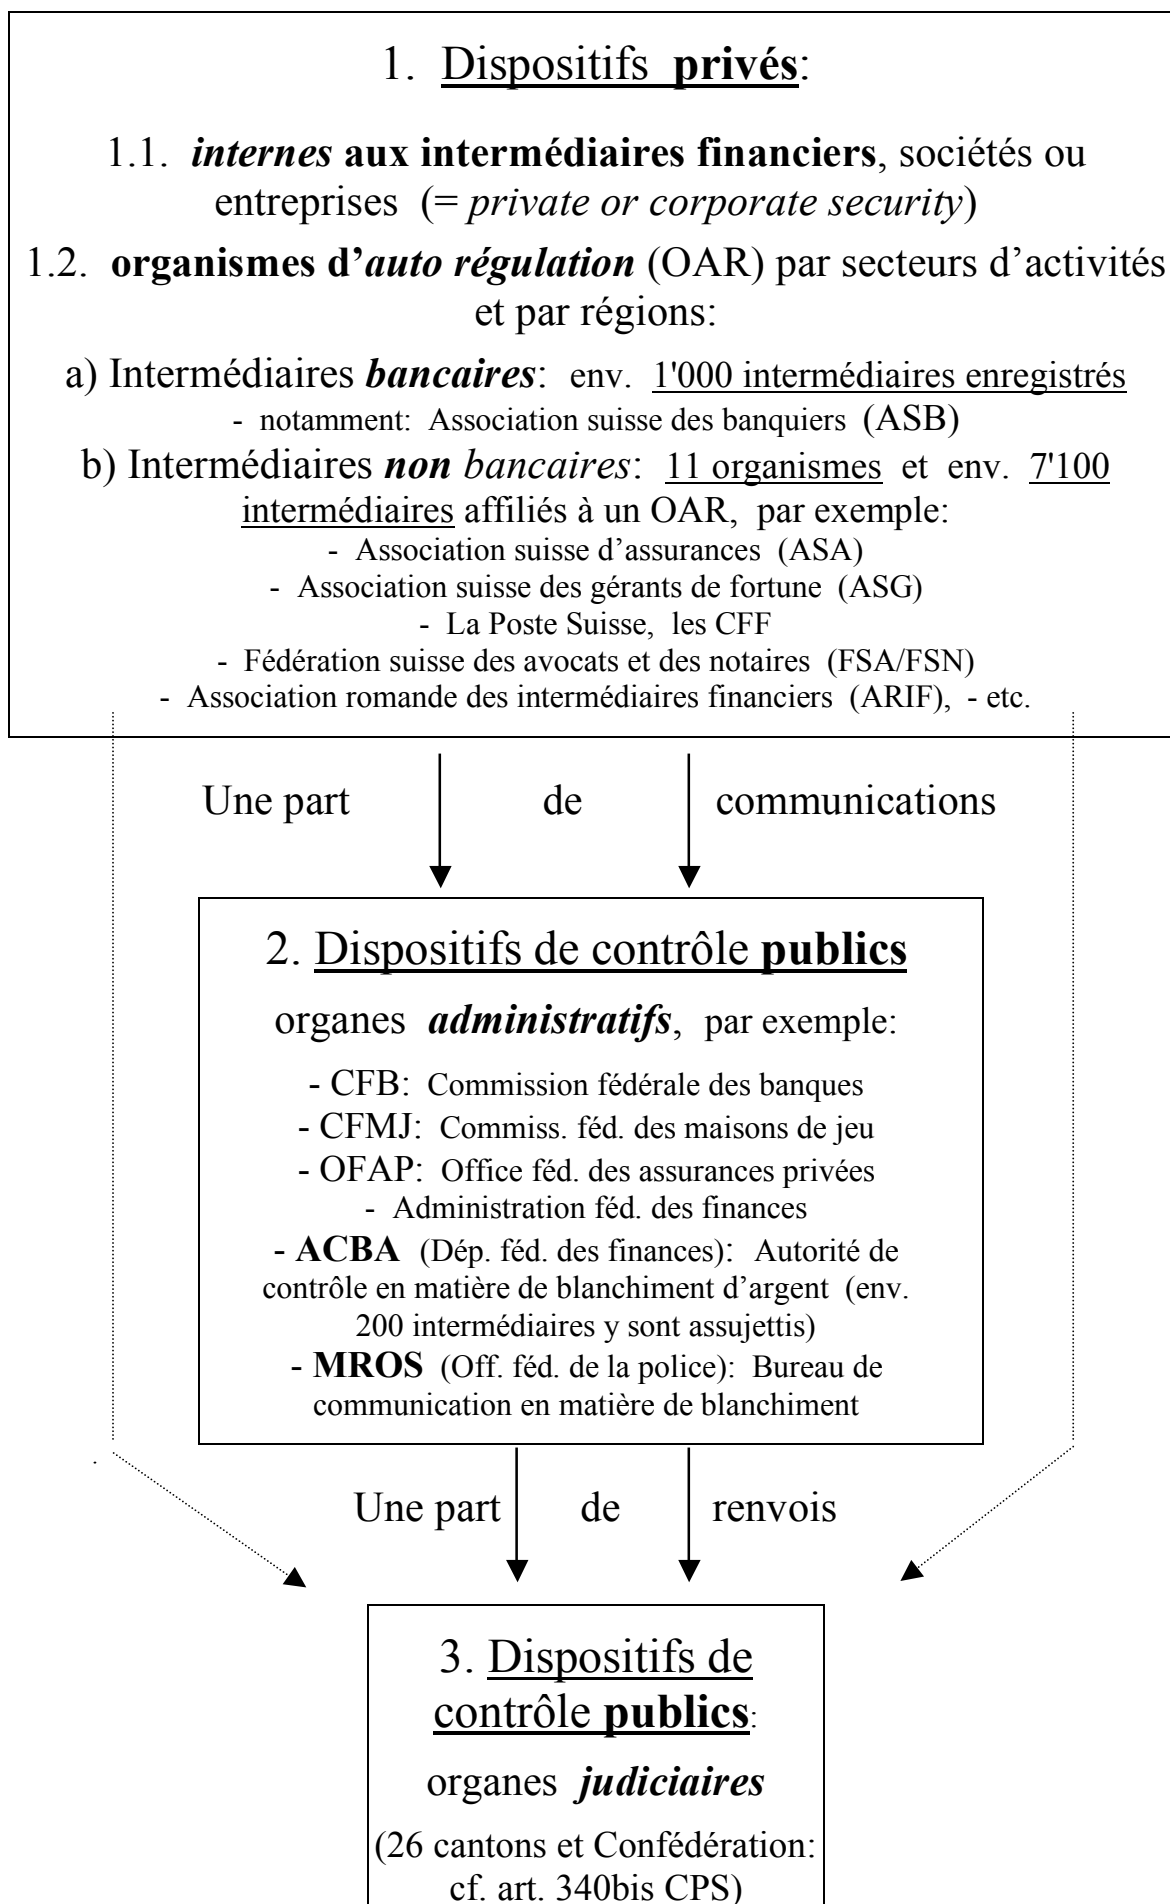 1. Dispositifs privés:
1.1. internes aux intermédiaires financiers, sociétés ou
entreprises (= private or corporate security)
1.2. organismes d’auto régulation (OAR) par secteurs d’activités
et par régions:
a) Intermédiaires bancaires: env. 1'000 intermédiaires enregistrés
- notamment: Association suisse des banquiers (ASB)
b) Intermédiaires non bancaires: 11 organismes et env. 7'100
intermédiaires affiliés à un OAR, par exemple:
- Association suisse d’assurances (ASA)
- Association suisse des gérants de fortune (ASG)
- La Poste Suisse, les CFF
- Fédération suisse des avocats et des notaires (FSA/FSN)
- Association romande des intermédiaires financiers (ARIF), - etc.
Une part de communications
2. Dispositifs de contrôle publics
organes administratifs, par exemple:
- CFB: Commission fédérale des banques
- CFMJ: Commiss. féd. des maisons de jeu
- OFAP: Office féd. des assurances privées
- Administration féd. des finances
- ACBA (Dép. féd. des finances): Autorité de
contrôle en matière de blanchiment d’argent (env.
200 intermédiaires y sont assujettis)
- MROS (Off. féd. de la police): Bureau de
communication en matière de blanchiment
.
Une part de renvois
3. Dispositifs de
contrôle publics:
organes judiciaires
(26 cantons et Confédération:
cf. art. 340bis CPS)